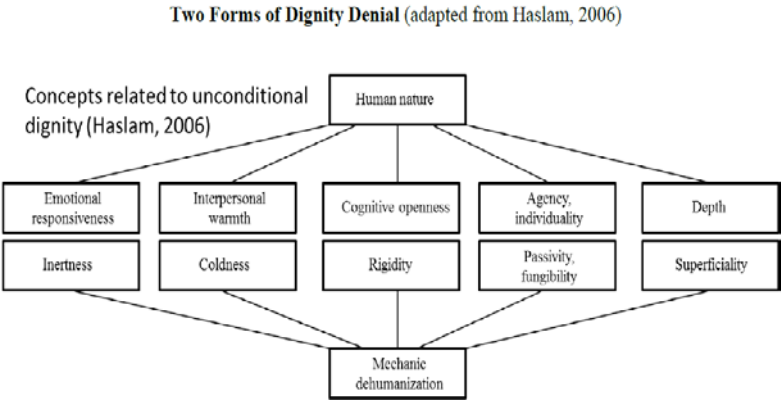 Two Forms of Dignity Denial (adapted from Haslam, 2006)
Concepts related to unconditional
dignity (Haslam, 2006)
Human nature
Emotional
responsiveness
Interpersonal
warmth
Cognitive openness
Agency,
individuality
Depth
Inertness
Coldness
Rigidity
Passivity,
fungibility
Superficiality
Mechanic
dehumanization